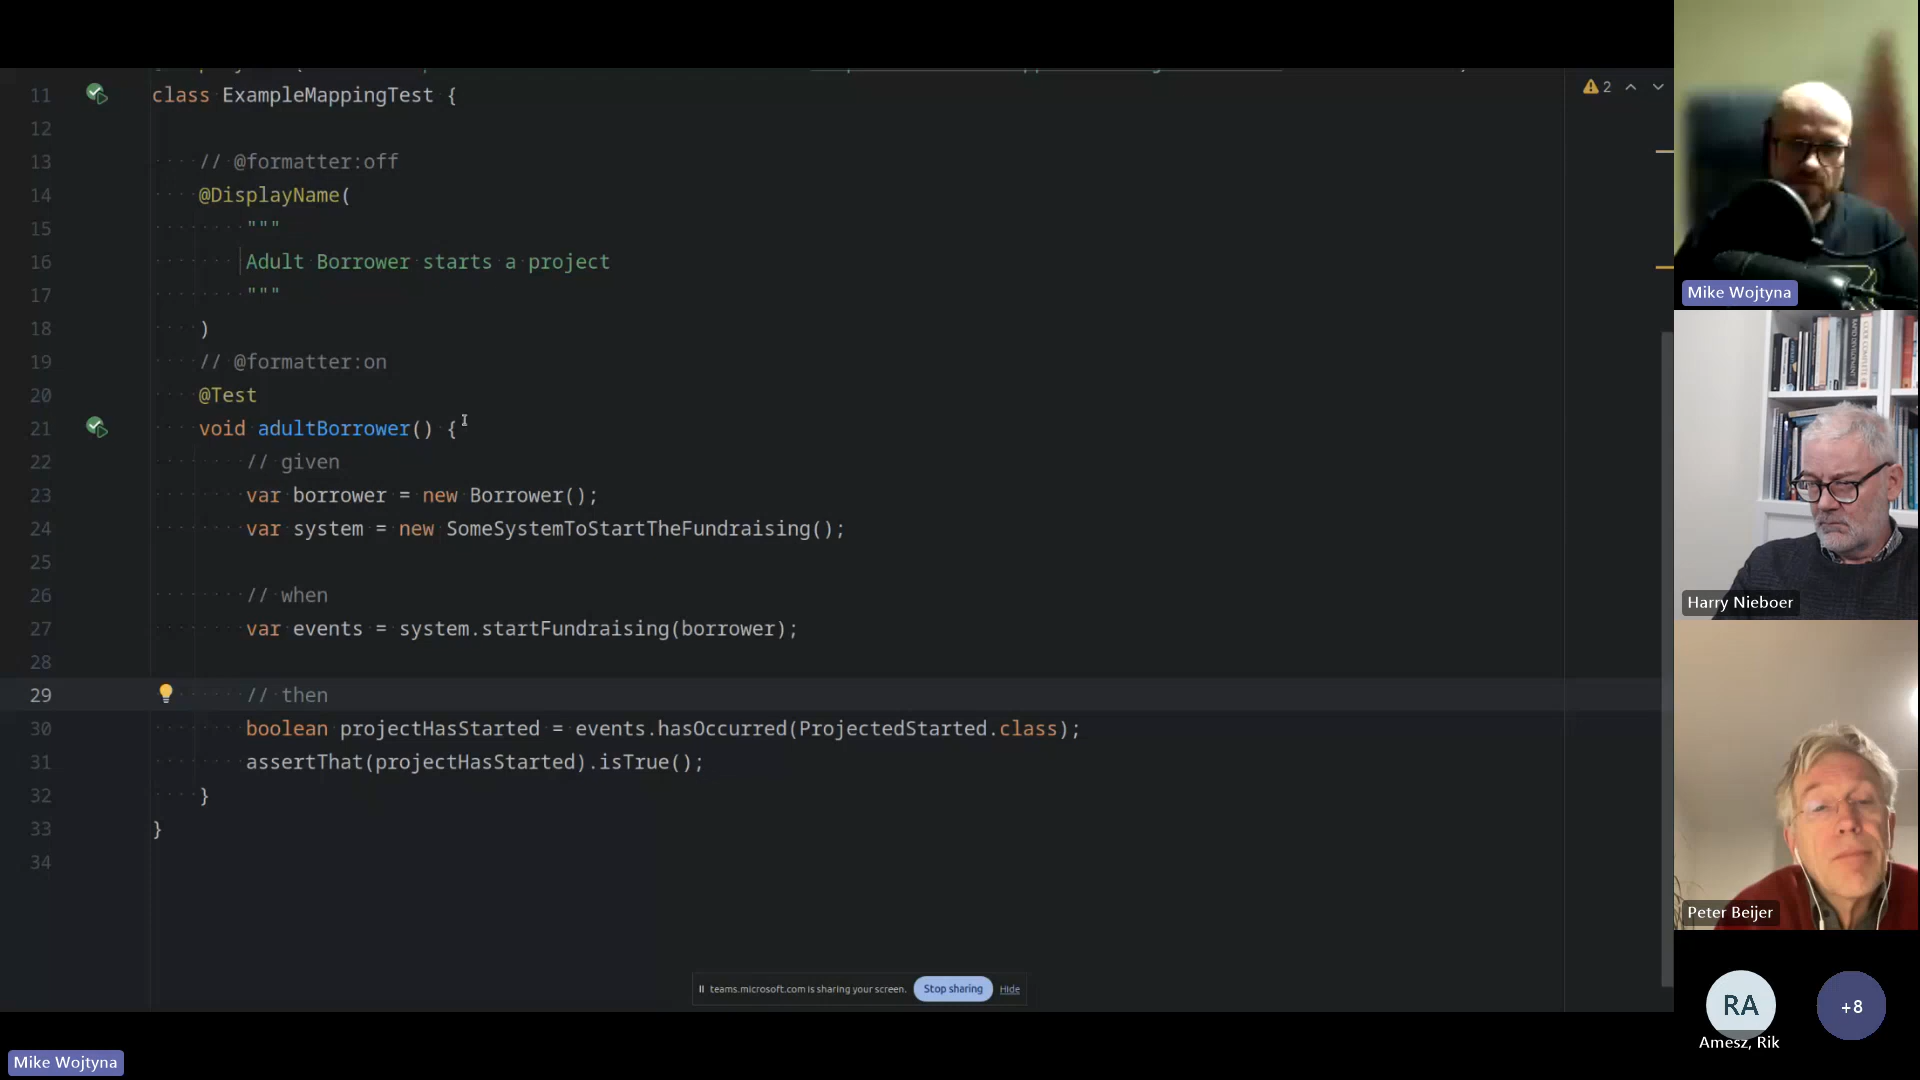 11 class ExampleMappingTest {
12
13 // @formatter:off
14 @DisplayName(
15 """
16 Adult Borrower starts a project
17 """
18 )
19 // @formatter:on
20 @Test
21 void adultBorrower() {
22 // given
23 var borrower = new Borrower();
24 var system = new SomeSystemToStartTheFundraising();
25
26 // when
27 var events = system.startFundraising(borrower);
28
29 // then
30 boolean projectHasStarted = events.hasOccurred(ProjectedStarted.class);
31 assertThat(projectHasStarted).isTrue();
32 }
33 }
34
2
teams.microsoft.com is sharing your screen. Stop sharing Hide
Mike Wojtyna
RAPID DEVELOPMENT
CODE COMPLETE
Harry Nieboer
Peter Beijer
RA
Amesz, Rik
+8
Mike Wojtyna